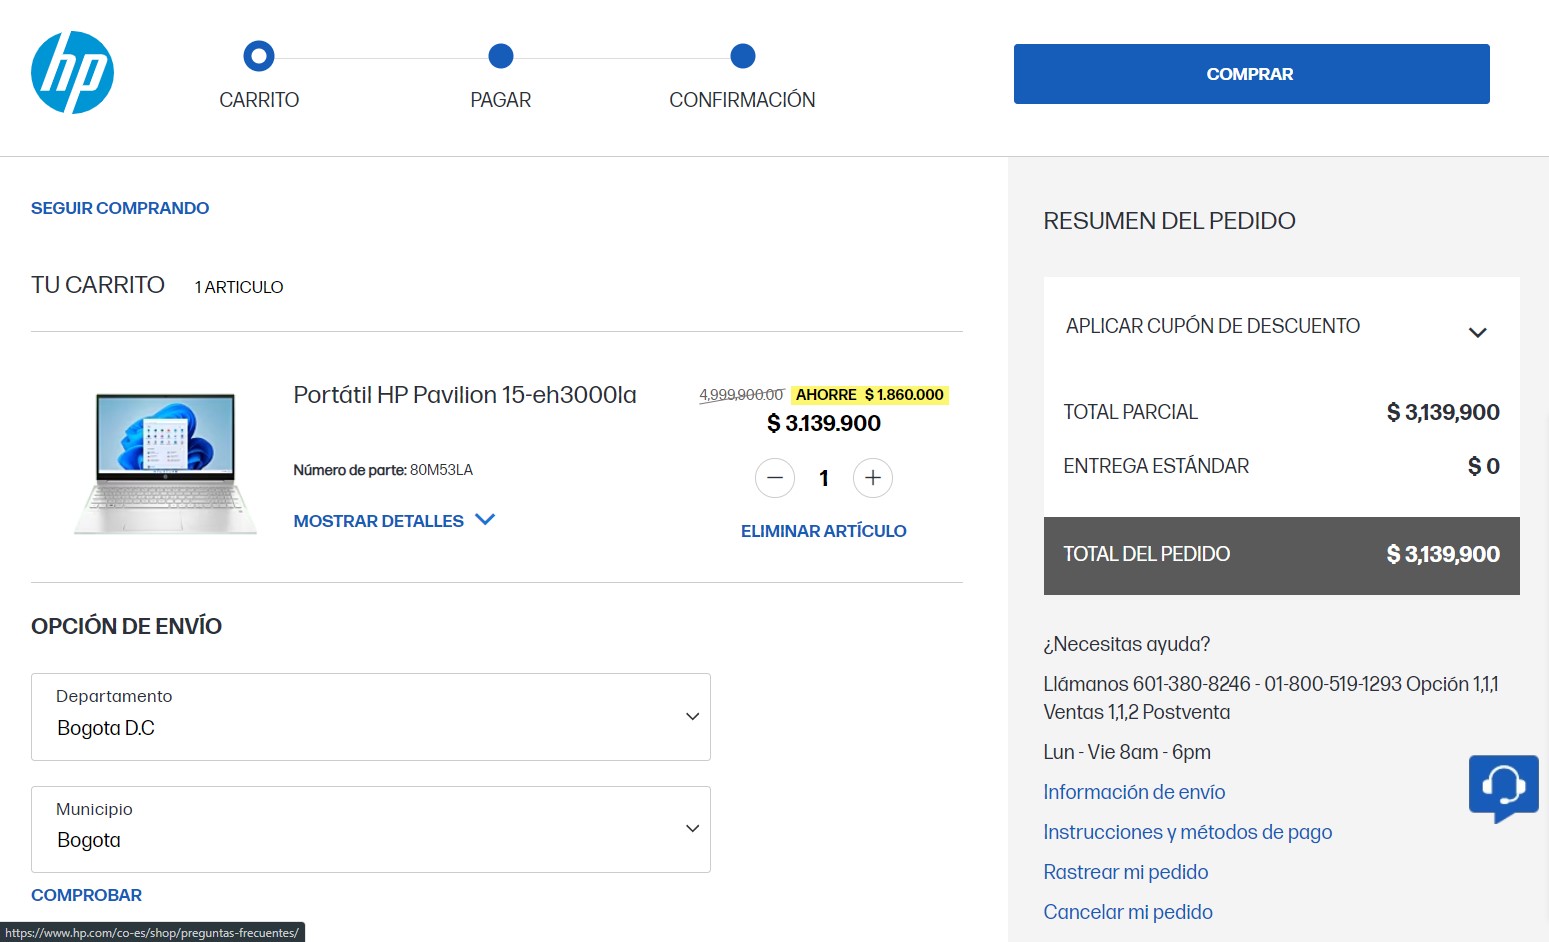 hp
CARRITO
PAGAR
CONFIRMACIÓN
COMPRAR
SEGUIR COMPRANDO
TU CARRITO 1 ARTICULO
Portátil HP Pavilion 15-eh3000la
4,999,900.00 AHORRE $ 1.860.000
$ 3.139.900
Número de parte: 80M53LA
1
MOSTRAR DETALLES
ELIMINAR ARTÍCULO
OPCIÓN DE ENVÍO
Departamento
Bogota D.C
Municipio
Bogota
COMPROBAR
RESUMEN DEL PEDIDO
APLICAR CUPÓN DE DESCUENTO
TOTAL PARCIAL $ 3,139,900
ENTREGA ESTÁNDAR $ 0
TOTAL DEL PEDIDO $ 3,139,900
¿Necesitas ayuda?
Llámanos 601-380-8246 - 01-800-519-1293 Opción 1,1,1
Ventas 1,1,2 Postventa
Lun - Vie 8am - 6pm
Información de envío
Instrucciones y métodos de pago
Rastrear mi pedido
Cancelar mi pedido
https://www.hp.com/co-es/shop/preguntas-frecuentes/